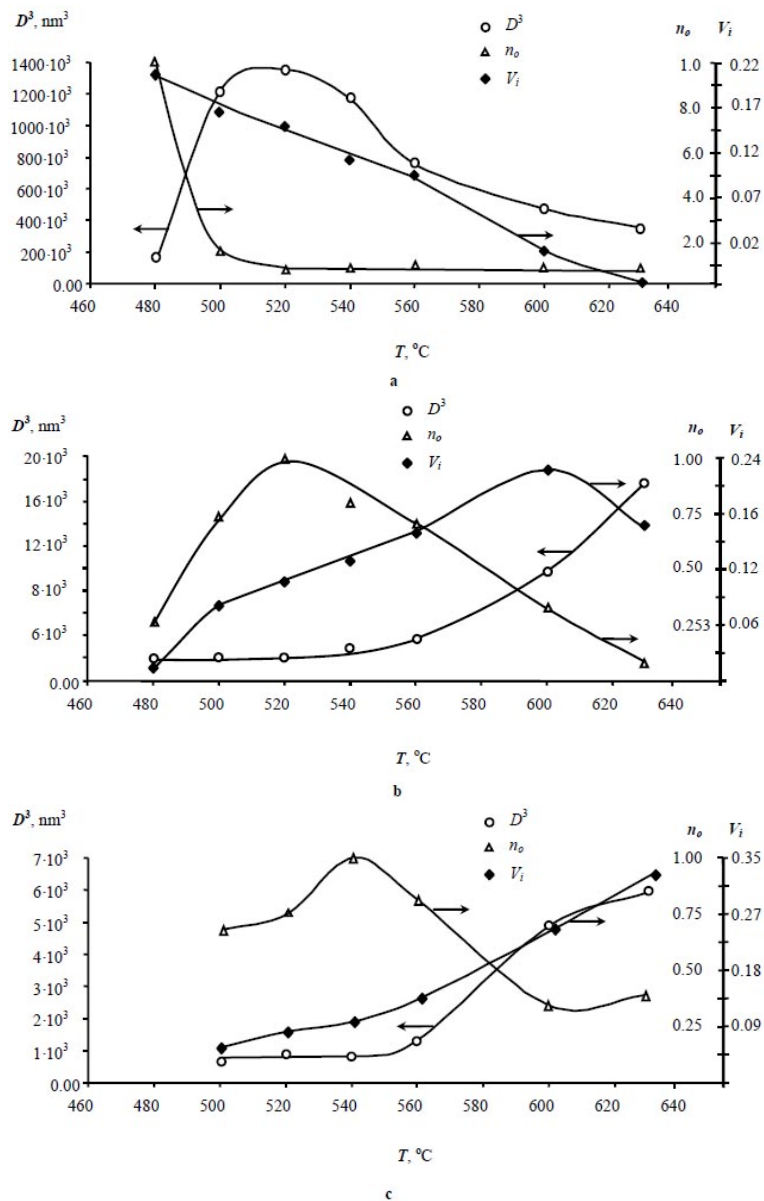 D³, nm³
○ D³
△ nₒ
◆ Vᵢ
nₒ Vᵢ
1400·10³
1200·10³
1000·10³
800·10³
600·10³
400·10³
200·10³
0.00
1.0 0.22
8.0 0.17
6.0 0.12
4.0 0.07
2.0 0.02
460 480 500 520 540 560 580 600 620 640
T, °C
a
D³, nm³
○ D³
△ nₒ
◆ Vᵢ
nₒ Vᵢ
20·10³
16·10³
12·10³
8·10³
6·10³
0.00
1.00 0.24
0.75 0.16
0.50 0.12
0.253 0.06
460 480 500 520 540 560 580 600 620 640
T, °C
b
D³, nm³
○ D³
△ nₒ
◆ Vᵢ
nₒ Vᵢ
7·10³
6·10³
5·10³
4·10³
3·10³
2·10³
1·10³
0.00
1.00 0.35
0.75 0.27
0.50 0.18
0.25 0.09
460 480 500 520 540 560 580 600 620 640
T, °C
c